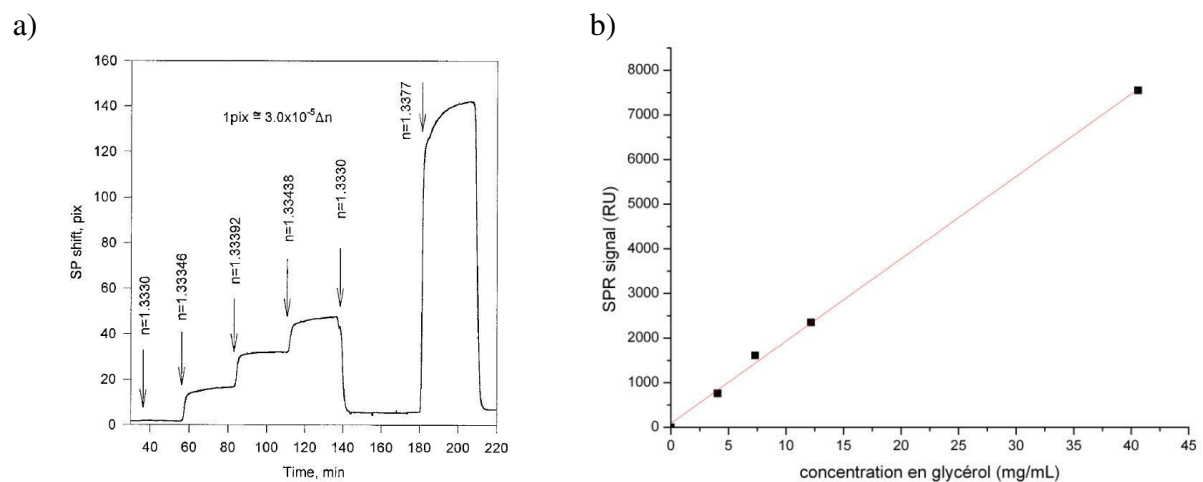 a)
b)
160
140
120
100
80
60
40
20
0
SP shift, pix
1pix ≅ 3.0x10⁻⁵Δn
n=1.3330
n=1.33346
n=1.33392
n=1.33438
n=1.3330
n=1.3377
40 60 80 100 120 140 160 180 200 220
Time, min
8000
7000
6000
5000
4000
3000
2000
1000
0
SPR signal (RU)
0 5 10 15 20 25 30 35 40 45
concentration en glycérol (mg/mL)